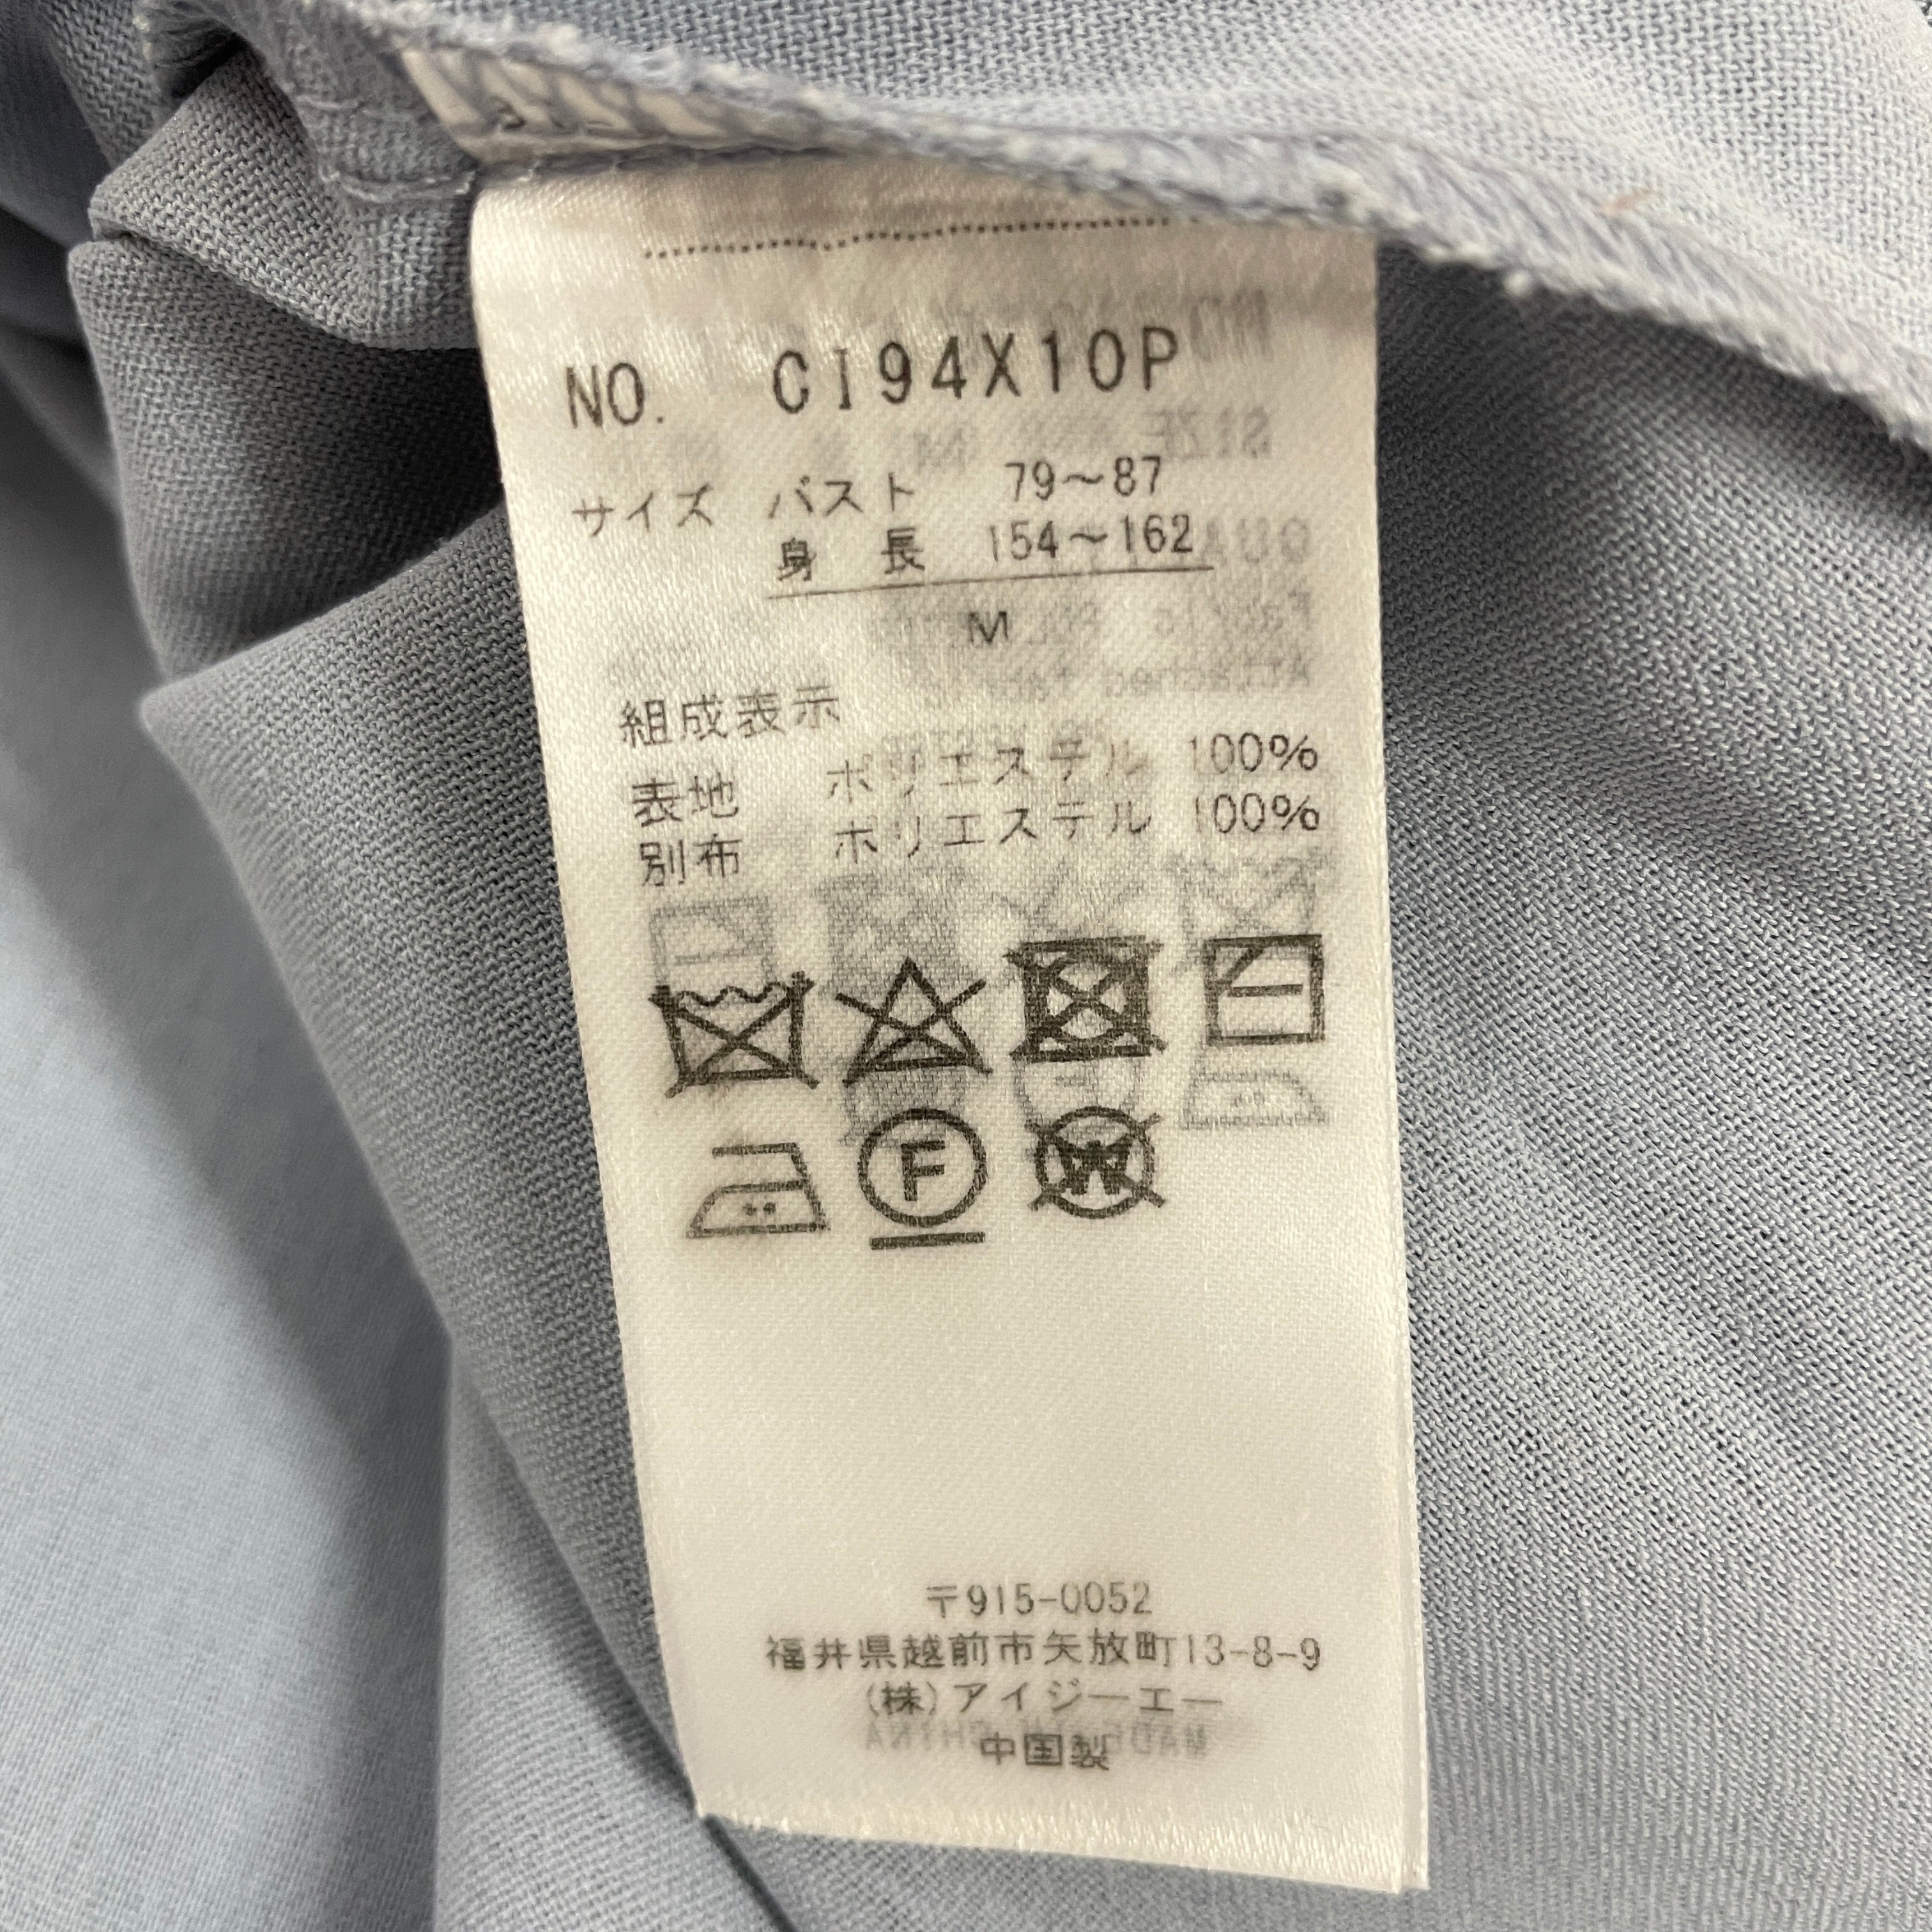 NO. CI94X10P
サイズ バスト 79～87
身長 154～162
M
組成表示
表地 ポリエステル 100%
別布 ポリエステル 100%
F W
〒915-0052
福井県越前市矢放町13-8-9
(株)アイジーエー
中国製